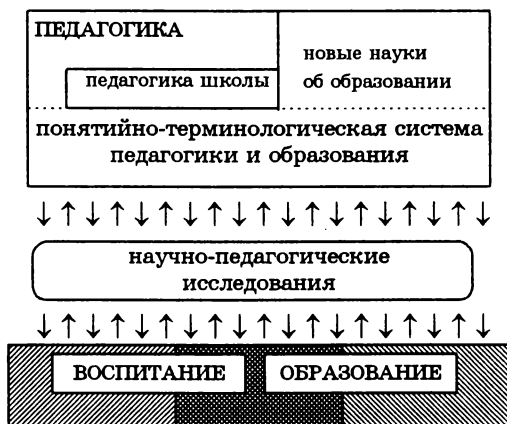 ПЕДАГОГИКА
новые науки
об образовании
педагогика школы
понятийно-терминологическая система
педагогики и образования
научно-педагогические
исследования
ВОСПИТАНИЕ
ОБРАЗОВАНИЕ